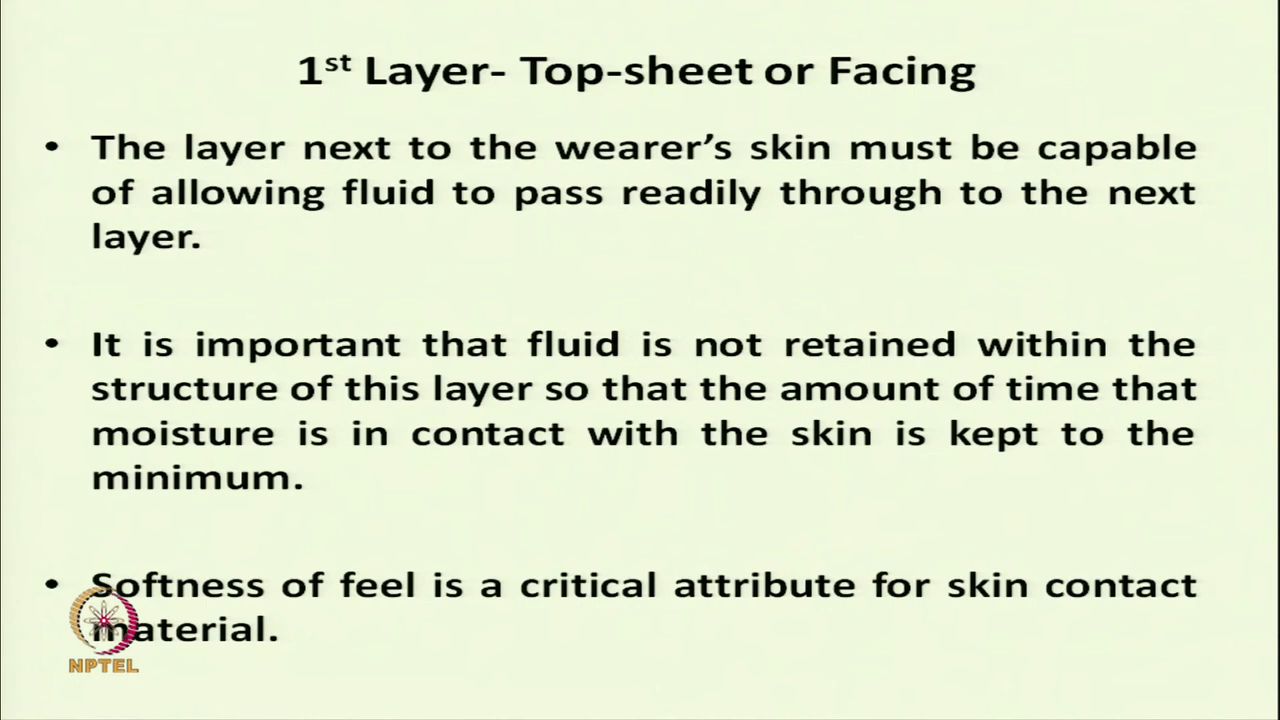 1st Layer- Top-sheet or Facing
• The layer next to the wearer’s skin must be capable
of allowing fluid to pass readily through to the next
layer.
• It is important that fluid is not retained within the
structure of this layer so that the amount of time that
moisture is in contact with the skin is kept to the
minimum.
• Softness of feel is a critical attribute for skin contact
material.
NPTEL